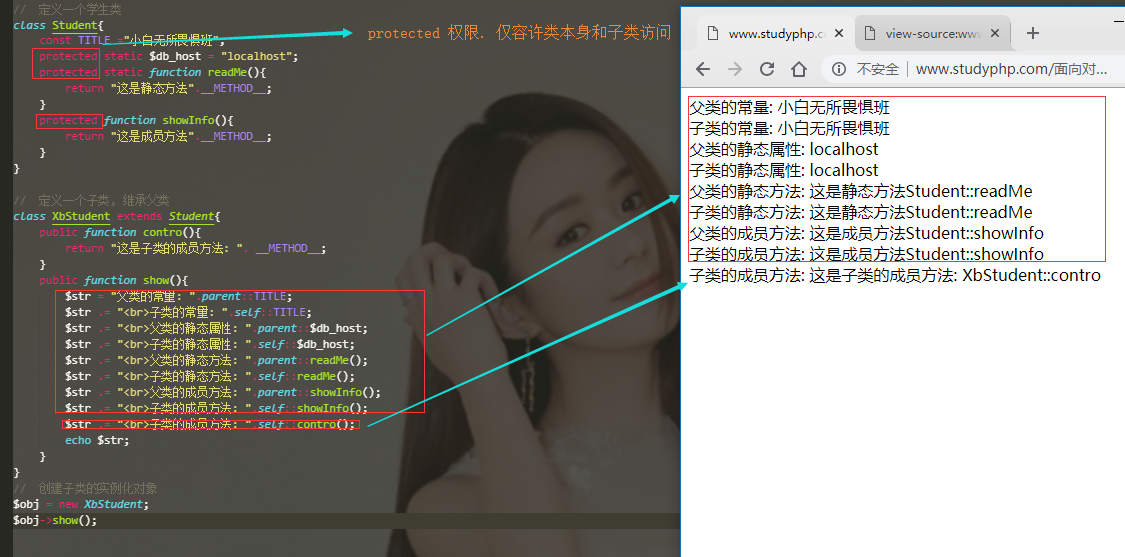 // 定义一个学生类
class Student{
const TITLE ="小白无所畏惧班";
protected static $db_host = "localhost";
protected static function readMe(){
return "这是静态方法".__METHOD__;
}
protected function showInfo(){
return "这是成员方法".__METHOD__;
}
}
// 定义一个子类, 继承父类
class XbStudent extends Student{
public function contro(){
return "这是子类的成员方法: ". __METHOD__;
}
public function show(){
$str = "父类的常量: ".parent::TITLE;
$str .= "<br>子类的常量: ".self::TITLE;
$str .= "<br>父类的静态属性: ".parent::$db_host;
$str .= "<br>子类的静态属性: ".self::$db_host;
$str .= "<br>父类的静态方法: ".parent::readMe();
$str .= "<br>子类的静态方法: ".self::readMe();
$str .= "<br>父类的成员方法: ".parent::showInfo();
$str .= "<br>子类的成员方法: ".self::showInfo();
$str .= "<br>子类的成员方法: ".self::contro();
echo $str;
}
}
// 创建子类的实例化对象
$obj = new XbStudent;
$obj->show();
protected 权限. 仅容许类本身和子类访问
www.studyphp.com/
view-source:www
不安全 www.studyphp.com/面向对...
父类的常量: 小白无所畏惧班
子类的常量: 小白无所畏惧班
父类的静态属性: localhost
子类的静态属性: localhost
父类的静态方法: 这是静态方法Student::readMe
子类的静态方法: 这是静态方法Student::readMe
父类的成员方法: 这是成员方法Student::showInfo
子类的成员方法: 这是成员方法Student::showInfo
子类的成员方法: 这是子类的成员方法: XbStudent::contro